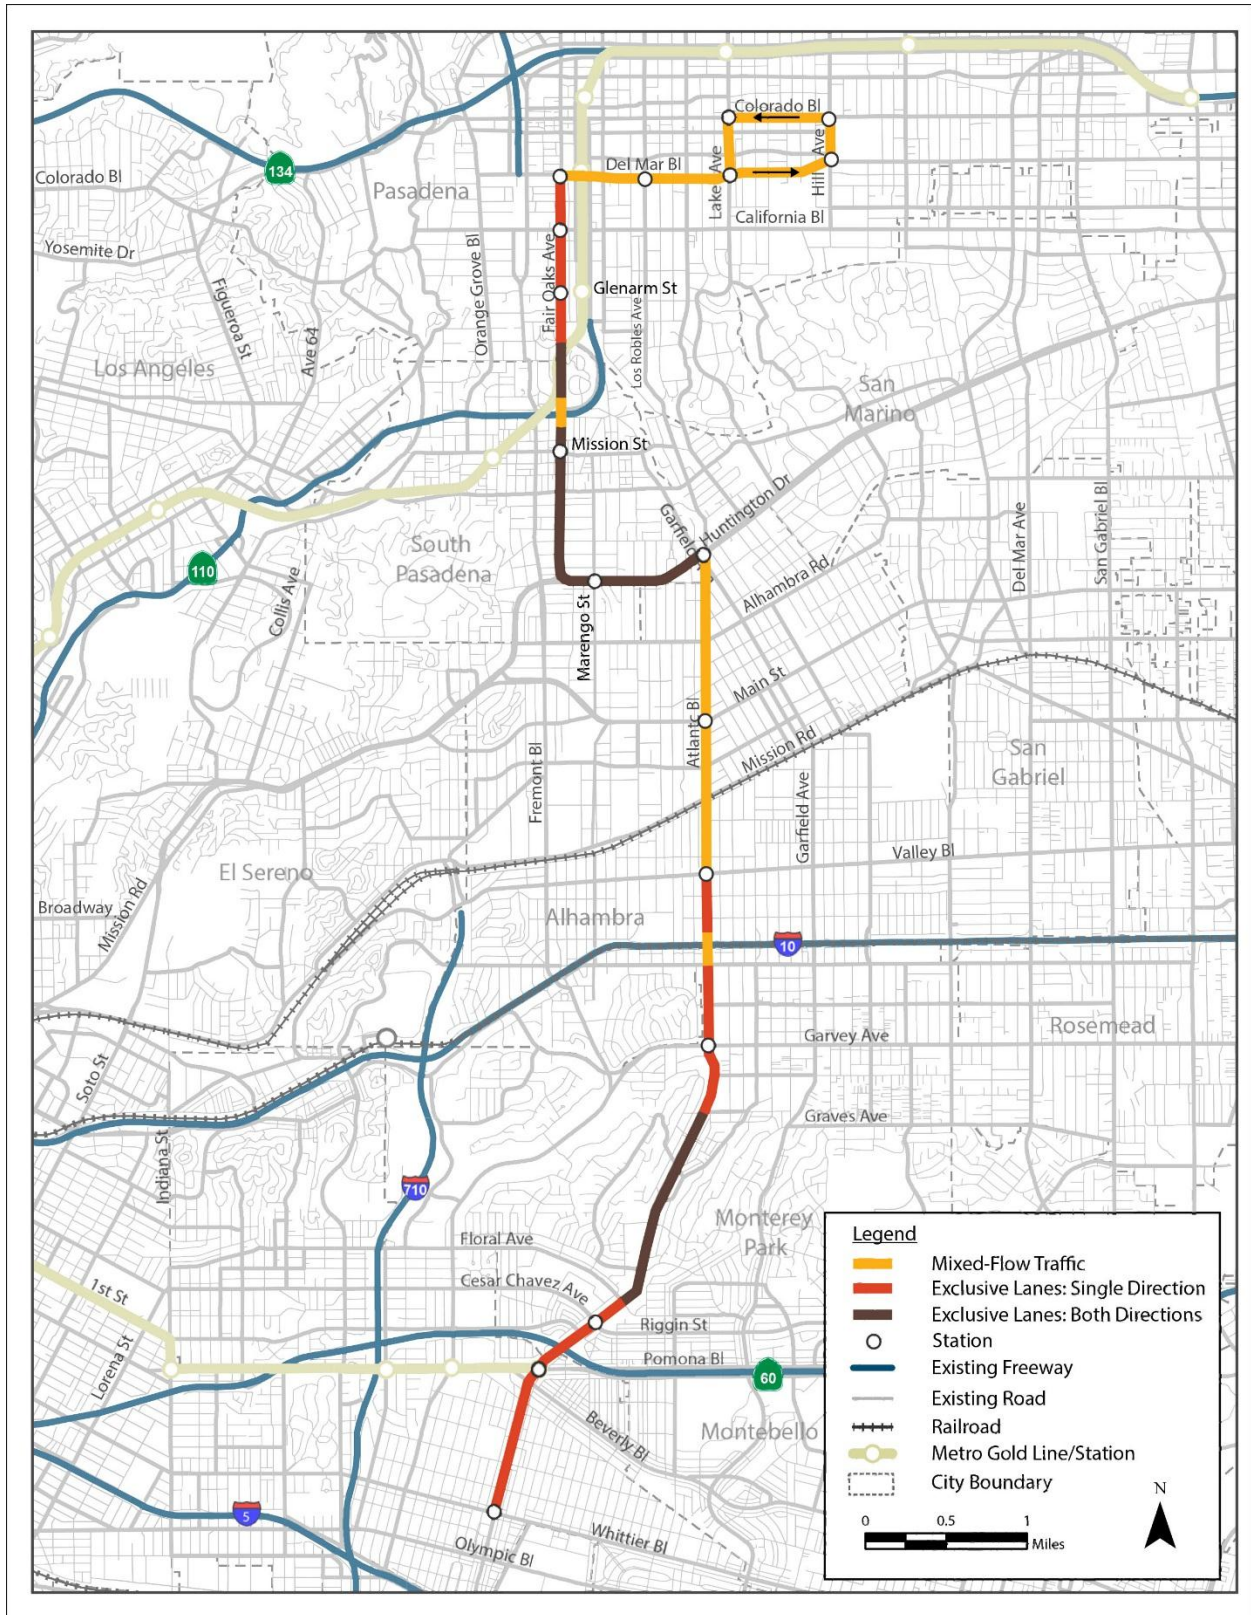 Colorado Bl
134
Colorado Bl
Del Mar Bl
Lake Ave
Hill Ave
Pasadena
California Bl
Yosemite Dr
Orange Grove Bl
Fair Oaks Ave
Figueroa St
Ave 64
Glenarm St
Los Robles Ave
Los Angeles
San
Marino
Mission St
Huntington Dr
Garfield
Del Mar Ave
San Gabriel Bl
South
Pasadena
110
Collis Ave
Alhambra Rd
Marengo St
Main St
Atlantc Bl
Mission Rd
San
Gabriel
Fremont Bl
Garfield Ave
Valley Bl
El Sereno
Broadway
Mission Rd
Alhambra
10
Rosemead
Garvey Ave
Soto St
Graves Ave
Indiana St
710
Monterey
Park
Floral Ave
Cesar Chavez Ave
1st St
Riggin St
Pomona Bl
Lorena St
60
Beverly Bl
Montebello
5
Whittier Bl
Olympic Bl
Legend
Mixed-Flow Traffic
Exclusive Lanes: Single Direction
Exclusive Lanes: Both Directions
Station
Existing Freeway
Existing Road
Railroad
Metro Gold Line/Station
City Boundary
N
0 0.5 1
Miles